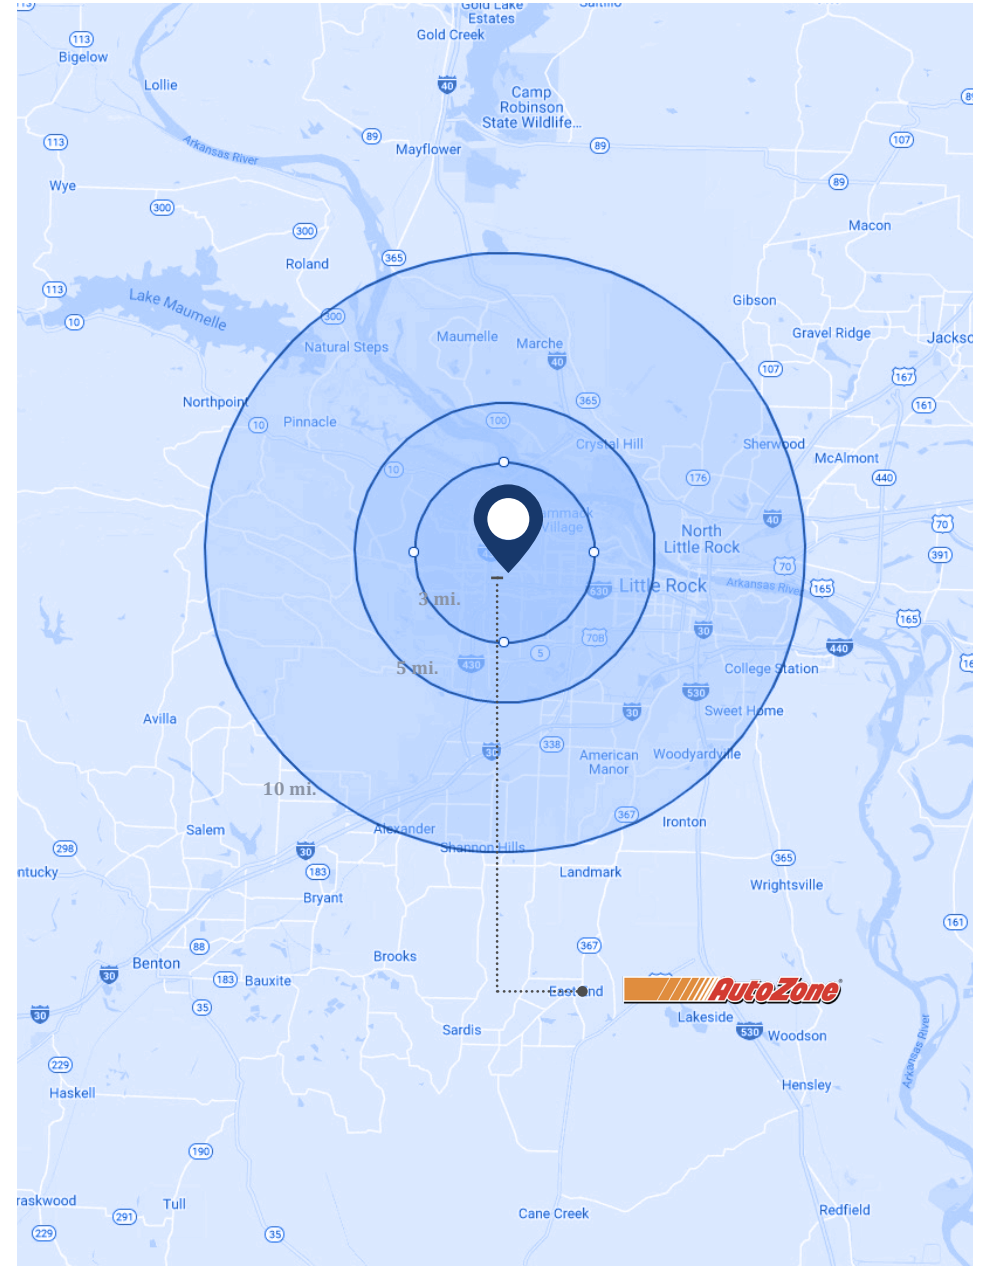 113
Gold Lake
Estates
Gold Creek
113
Bigelow
40
Lollie
Camp
Robinson
State Wildlife…
89
Arkansas River
89
Mayflower
89
113
107
Wye
89
300
Macon
300
365
Roland
113
Lake Maumelle
Gibson
10
300
Maumelle
Marche
Gravel Ridge
Natural Steps
40
107
167
Northpoint
365
161
10
Pinnacle
100
Crystal Hill
Sherwood
McAlmont
10
176
440
40
70
North
Little Rock
391
70
630
Little Rock
Arkansas River
165
3 mi.
165
30
708
440
5
430
5 mi.
College Station
530
Avilla
30
Sweet Home
338
30
American
Manor
Woodyardville
10 mi.
367
Salem
Alexander
Ironton
298
30
Shannon Hills
365
183
Landmark
Wrightsville
Bryant
161
88
367
Brooks
Benton
30
183
Bauxite
AutoZone
35
30
Lakeside
Sardis
530
Woodson
Arkansas River
229
Haskell
Hensley
190
Tull
291
Cane Creek
Redfield
229
35